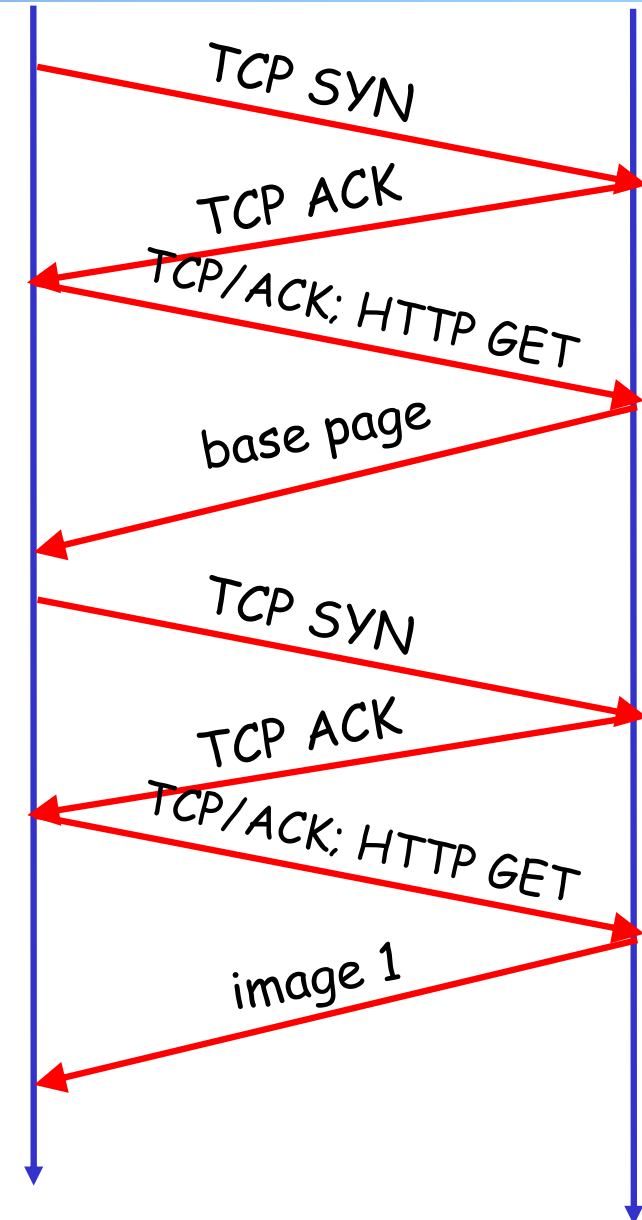 TCP SYN
TCP ACK
TCP/ACK; HTTP GET
base page
TCP SYN
TCP ACK
TCP/ACK; HTTP GET
image 1